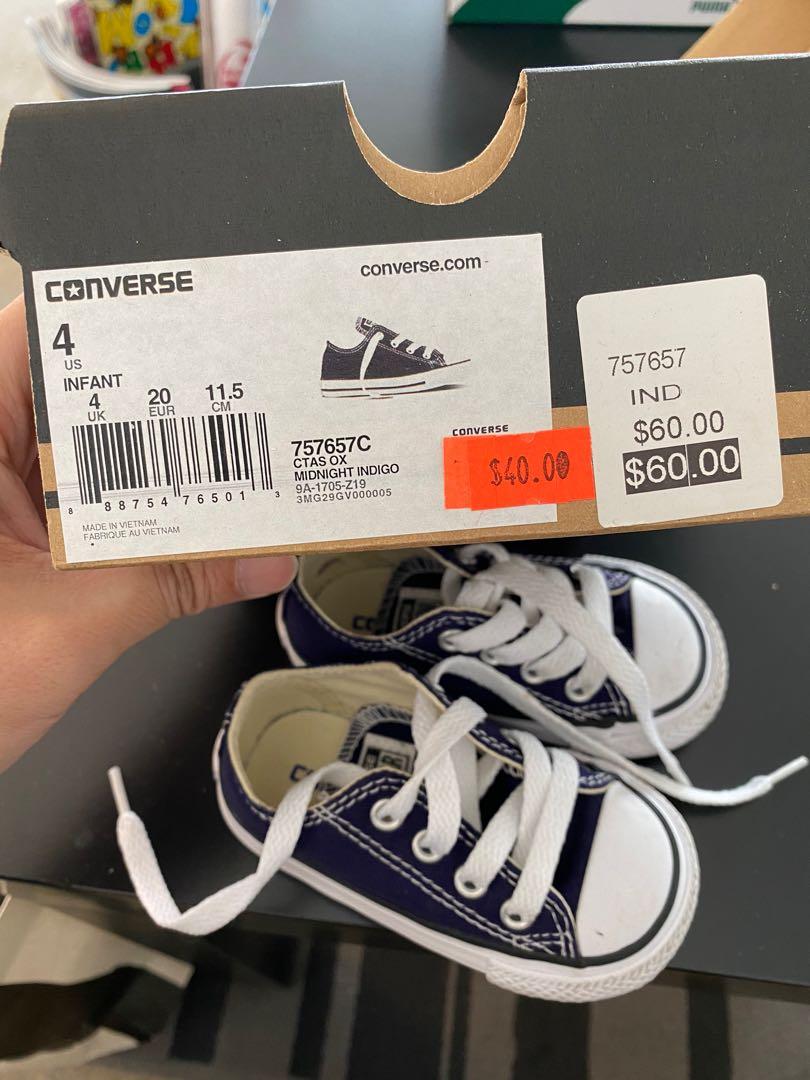 PUMA
CONVERSE
converse.com
4
US
INFANT
4 20 11.5
UK EUR CM
8 88754 76501 3
757657C
CTAS OX
MIDNIGHT INDIGO
9A-1705-Z19
3MG29GV000005
MADE IN VIETNAM
FABRIQUE AU VIETNAM
CONVERSE
$40.00
757657
IND
$60.00
$60.00